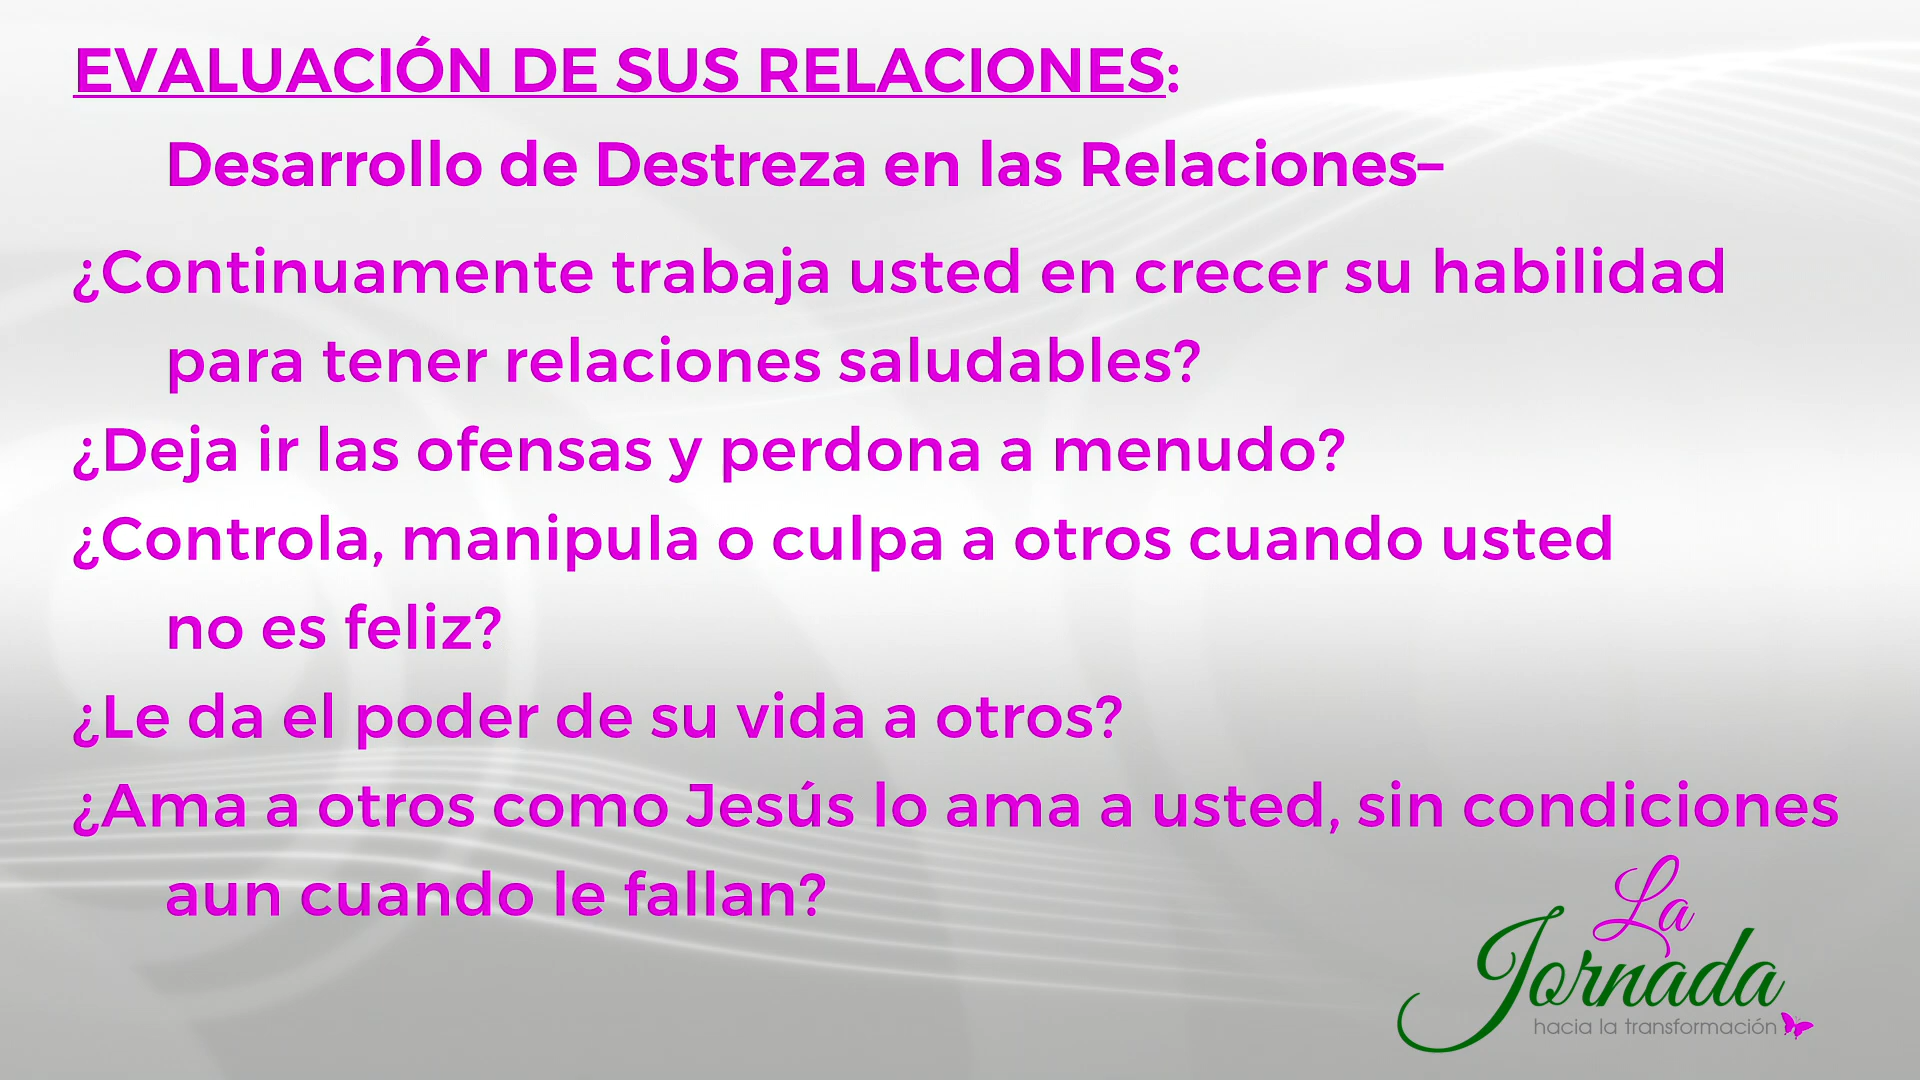 EVALUACIÓN DE SUS RELACIONES:
Desarrollo de Destreza en las Relaciones–
¿Continuamente trabaja usted en crecer su habilidad
para tener relaciones saludables?
¿Deja ir las ofensas y perdona a menudo?
¿Controla, manipula o culpa a otros cuando usted
no es feliz?
¿Le da el poder de su vida a otros?
¿Ama a otros como Jesús lo ama a usted, sin condiciones
aun cuando le fallan?
La
Jornada
hacia la transformación